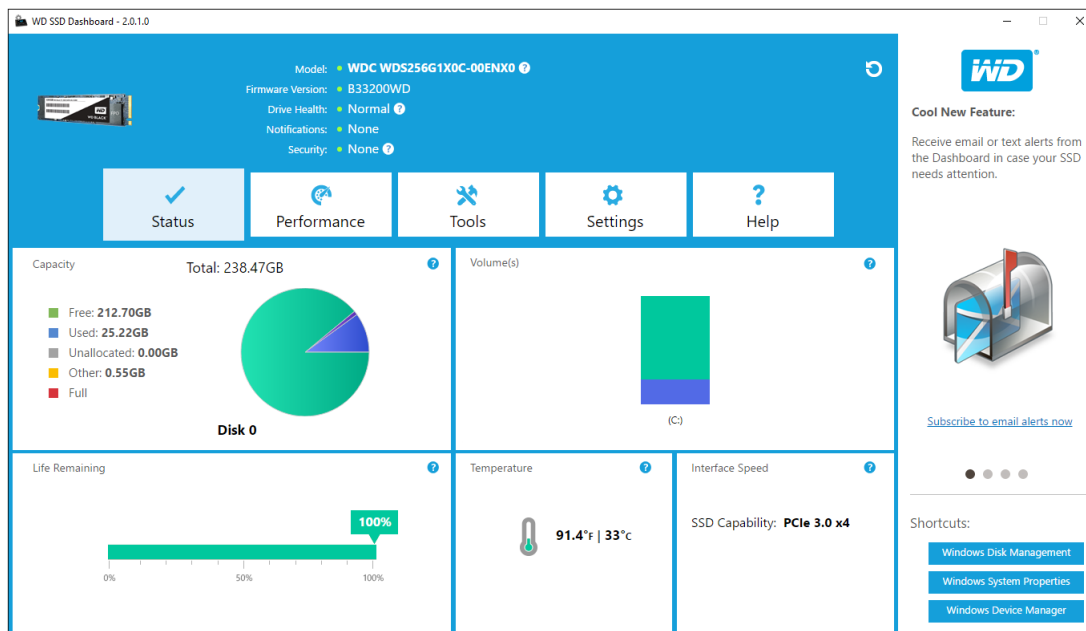 WD SSD Dashboard - 2.0.1.0
Model: WDC WDS256G1X0C-00ENX0 ?
Firmware Version: B33200WD
Drive Health: Normal ?
Notifications: None
Security: None ?
Status
Performance
Tools
Settings
Help
Capacity
?
Total: 238.47GB
Free: 212.70GB
Used: 25.22GB
Unallocated: 0.00GB
Other: 0.55GB
Full
Disk 0
Volume(s)
?
(C:)
Life Remaining
?
100%
0%
50%
100%
Temperature
?
91.4°F | 33°C
Interface Speed
?
SSD Capability: PCIe 3.0 x4
WD
Cool New Feature:
Receive email or text alerts from
the Dashboard in case your SSD
needs attention.
Subscribe to email alerts now
Shortcuts:
Windows Disk Management
Windows System Properties
Windows Device Manager